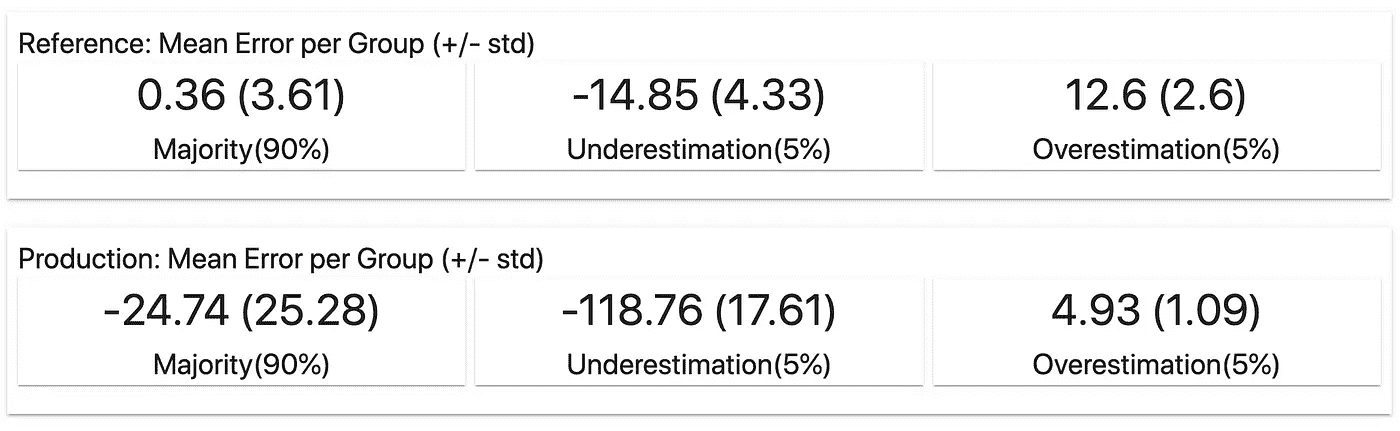 Reference: Mean Error per Group (+/- std)
0.36 (3.61) -14.85 (4.33) 12.6 (2.6)
Majority(90%) Underestimation(5%) Overestimation(5%)
Production: Mean Error per Group (+/- std)
-24.74 (25.28) -118.76 (17.61) 4.93 (1.09)
Majority(90%) Underestimation(5%) Overestimation(5%)